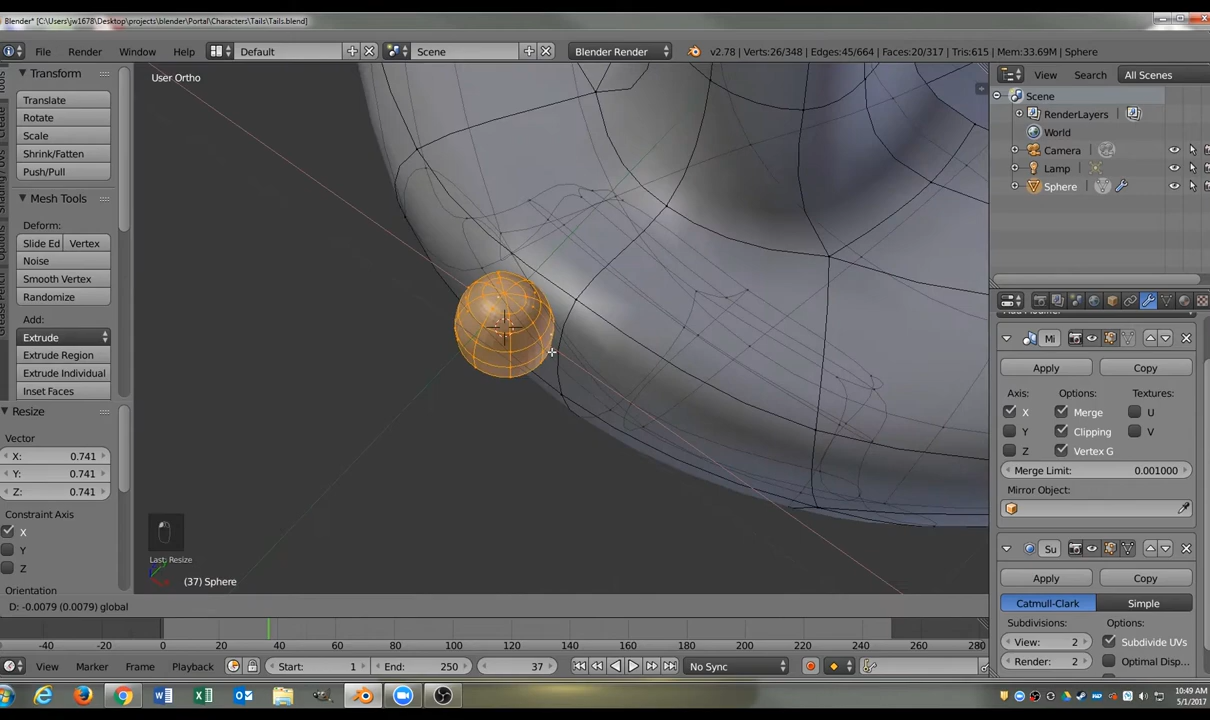 Blender* [C:\Users\jw1678\Desktop\projects\blender\Portal\Characters\Tails\Tails.blend]
File Render Window Help Default Scene Blender Render v2.78 | Verts:26/348 | Edges:45/664 | Faces:20/317 | Tris:615 | Mem:33.69M | Sphere
Transform
Translate
Rotate
Scale
Shrink/Fatten
Push/Pull
Mesh Tools
Deform:
Slide Ed Vertex
Noise
Smooth Vertex
Randomize
Add:
Extrude
Extrude Region
Extrude Individual
Inset Faces
Resize
Vector
X: 0.741
Y: 0.741
Z: 0.741
Constraint Axis
X
Y
Z
Orientation
Tools
Create
Options
User Ortho
Last: Resize
(37) Sphere
D: -0.0079 (0.0079) global
View Search All Scenes
Scene
RenderLayers
World
Camera
Lamp
Sphere
Add Modifier
Mi
Apply Copy
Axis: Options: Textures:
X Merge U
Y Clipping V
Z Vertex G
Merge Limit: 0.001000
Mirror Object:
Su
Apply Copy
Catmull-Clark Simple
Subdivisions: Options:
View: 2 Subdivide UVs
Render: 2 Optimal Disp...
-40 -20 0 20 40 60 80 100 120 140 160 180 200 220 240 260 28
View Marker Frame Playback Start: 1 End: 250 37 No Sync
10:49 AM
5/1/2017